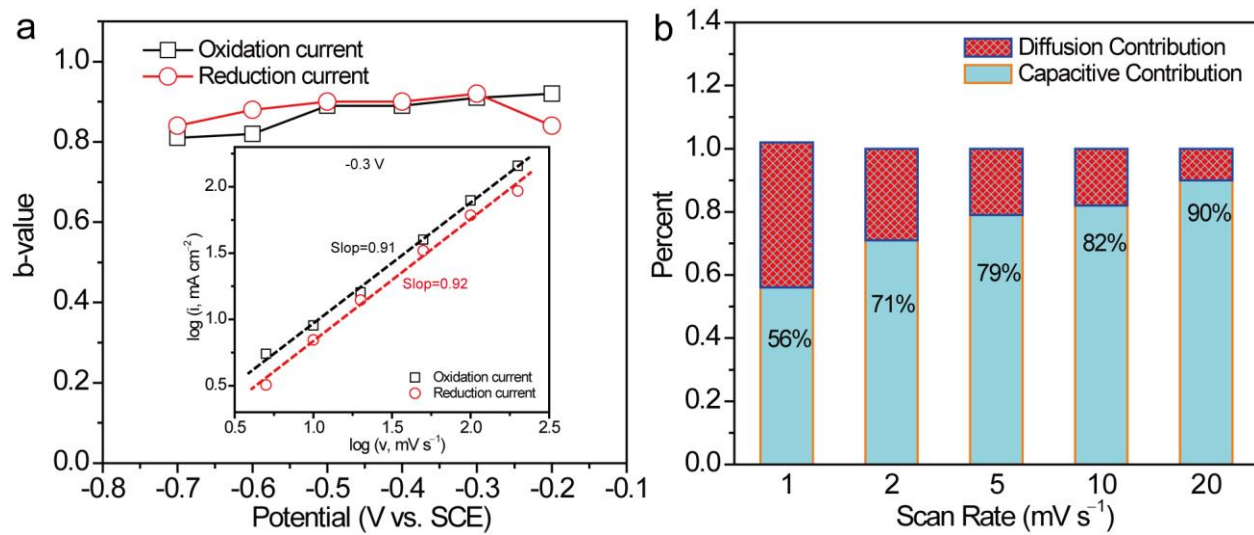 a
Oxidation current
Reduction current
b-value
1.0
0.8
0.6
0.4
0.2
0.0
-0.7
-0.6
-0.5
-0.4
-0.3
-0.2
-0.1
Potential (V vs. SCE)
-0.3 V
Slop=0.91
Slop=0.92
log (i, mA cm⁻²)
2.0
1.5
1.0
0.5
Oxidation current
Reduction current
0.5
1.0
1.5
2.0
2.5
log (v, mV s⁻¹)
b
Diffusion Contribution
Capacitive Contribution
Percent
1.4
1.2
1.0
0.8
0.6
0.4
0.2
0.0
56%
71%
79%
82%
90%
1
2
5
10
20
Scan Rate (mV s⁻¹)